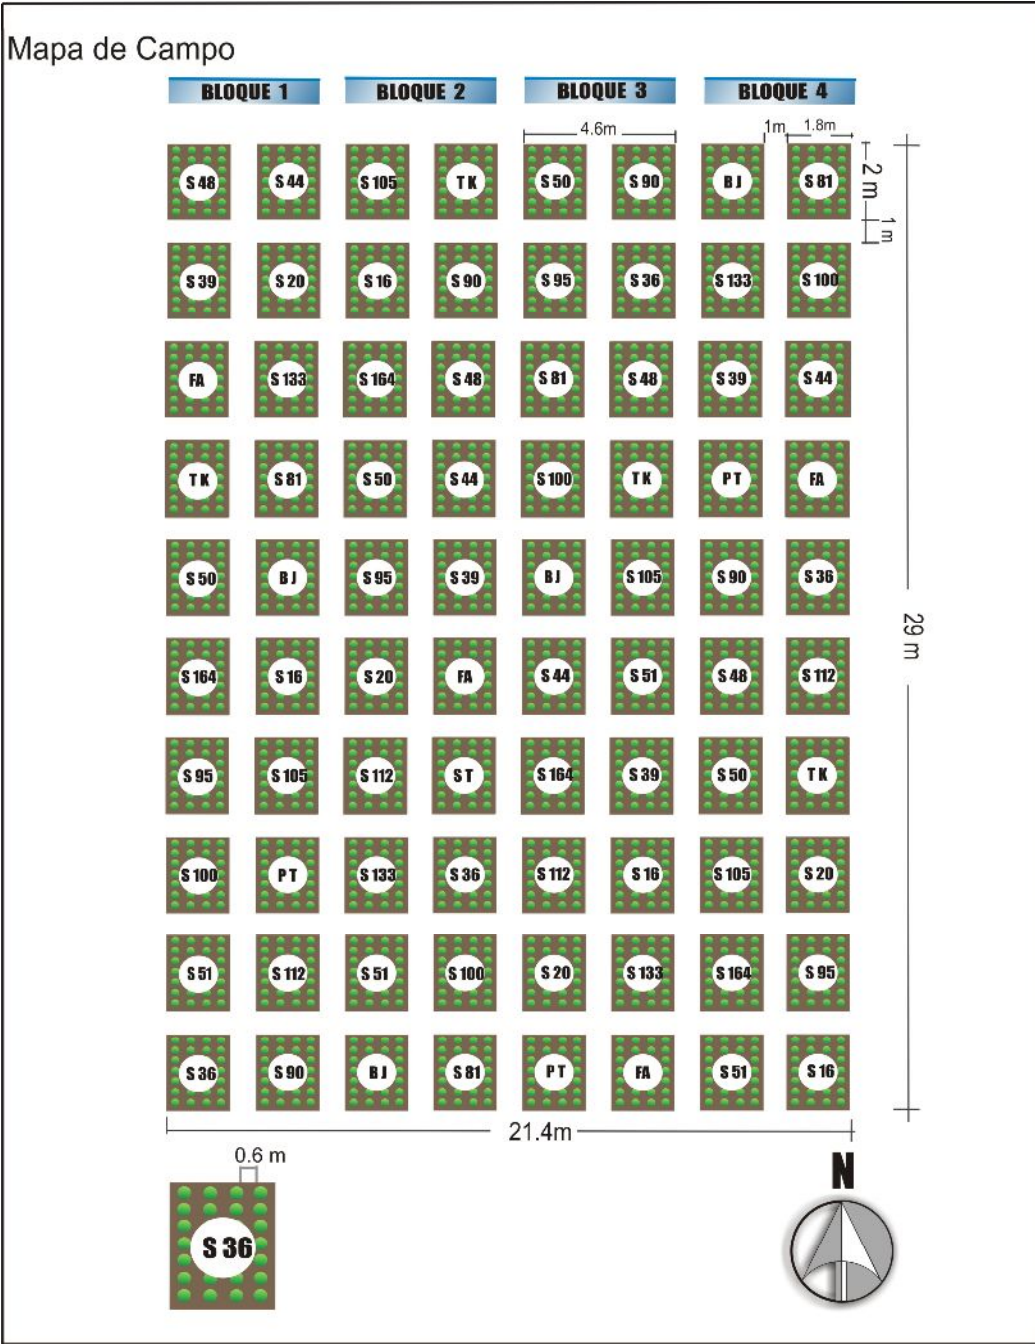 Mapa de Campo
BLOQUE 1 BLOQUE 2 BLOQUE 3 BLOQUE 4
4.6m 1m 1.8m
S 48 S 44 S 105 TK S 50 S 90 BJ S 81
2 m
1 m
S 39 S 20 S 16 S 90 S 95 S 36 S 133 S 100
FA S 133 S 164 S 48 S 81 S 48 S 39 S 44
TK S 81 S 50 S 44 S 100 TK PT FA
S 50 BJ S 95 S 39 BJ S 105 S 90 S 36
29 m
S 164 S 16 S 20 FA S 44 S 51 S 48 S 112
S 95 S 105 S 112 ST S 164 S 39 S 50 TK
S 100 PT S 133 S 36 S 112 S 16 S 105 S 20
S 51 S 112 S 51 S 100 S 20 S 133 S 164 S 95
S 36 S 90 BJ S 81 PT FA S 51 S 16
21.4m
0.6 m
N
S 36